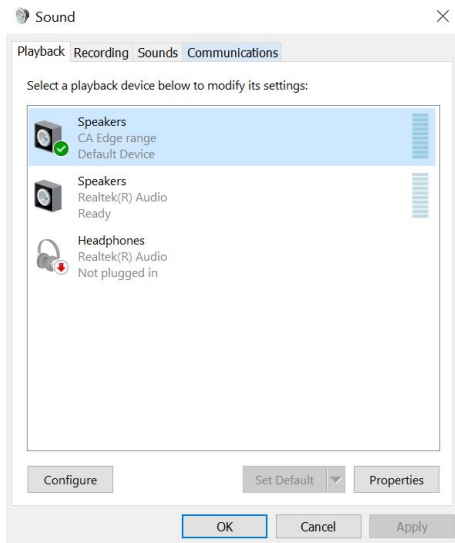 Sound
Playback Recording Sounds Communications
Select a playback device below to modify its settings:
Speakers
CA Edge range
Default Device
Speakers
Realtek(R) Audio
Ready
Headphones
Realtek(R) Audio
Not plugged in
Configure Set Default Properties
OK Cancel Apply